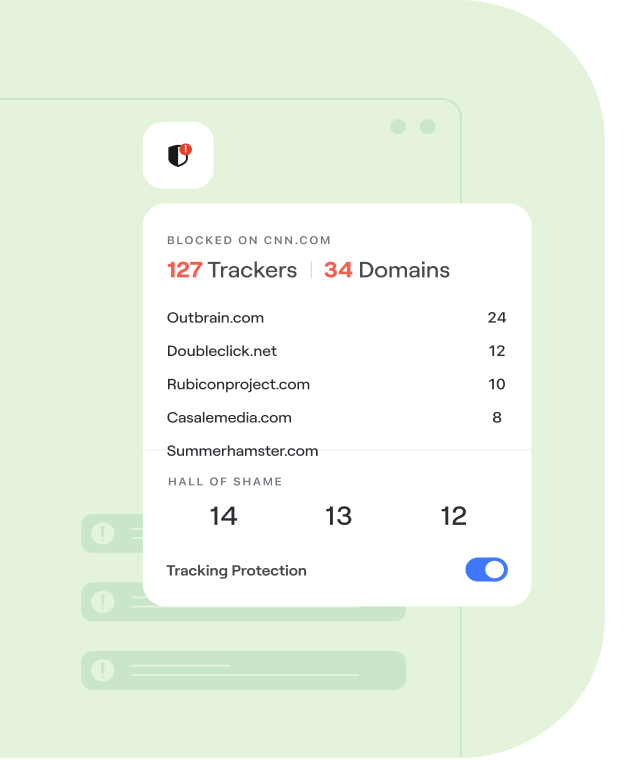 BLOCKED ON CNN.COM
127 Trackers | 34 Domains
Outbrain.com 24
Doubleclick.net 12
Rubiconproject.com 10
Casalemedia.com 8
Summerhamster.com
HALL OF SHAME
14 13 12
Tracking Protection